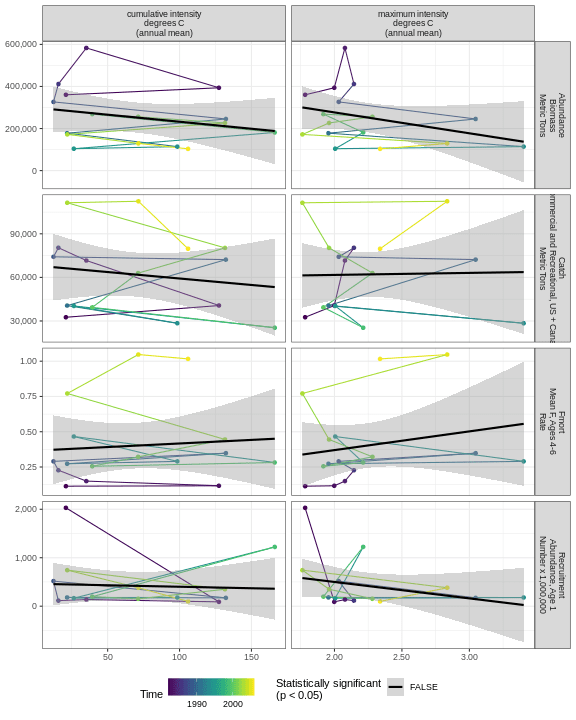 cumulative intensity
degrees C
(annual mean)
maximum intensity
degrees C
(annual mean)
600,000
400,000
200,000
0
Abundance
Biomass
Metric Tons
90,000
60,000
30,000
Catch
and Recreational, US +
Metric Tons
1.00
0.75
0.50
0.25
Fmort
Mean F, Ages 4-6
Rate
2,000
1,000
0
Recruitment
Abundance, Age 1
Number x 1,000,000
50
100
150
2.00
2.50
3.00
Time
1990
2000
Statistically significant
(p < 0.05)
FALSE